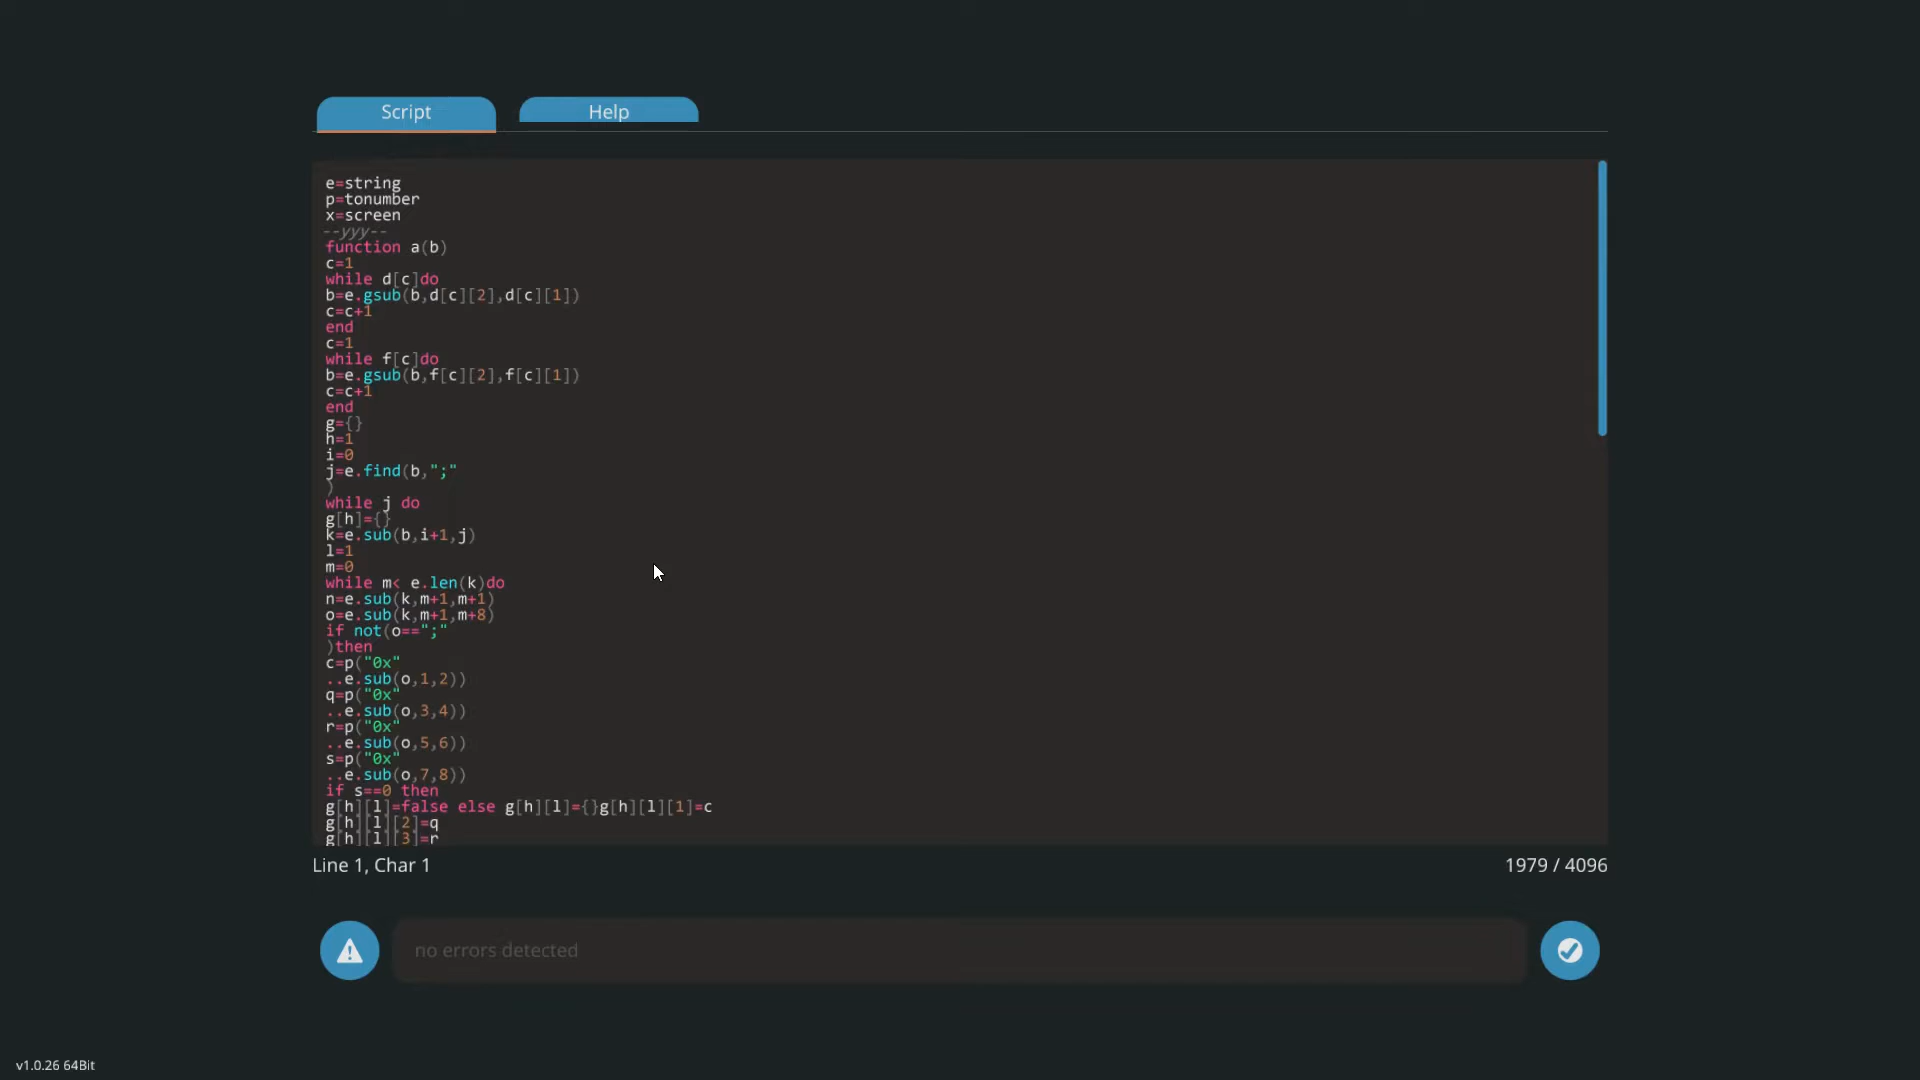 Script
Help
e=string
p=tonumber
x=screen
--yyy--
function a(b)
c=1
while d[c]do
b=e.gsub(b,d[c][2],d[c][1])
c=c+1
end
c=1
while f[c]do
b=e.gsub(b,f[c][2],f[c][1])
c=c+1
end
g={}
h=1
i=0
j=e.find(b,";"
)
while j do
g[h]={}
k=e.sub(b,i+1,j)
l=1
m=0
while m< e.len(k)do
n=e.sub(k,m+1,m+1)
o=e.sub(k,m+1,m+8)
if not(o==";"
)then
c=p("0x"
..e.sub(o,1,2))
q=p("0x"
..e.sub(o,3,4))
r=p("0x"
..e.sub(o,5,6))
s=p("0x"
..e.sub(o,7,8))
if s==0 then
g[h][l]=false else g[h][l]={}g[h][l][1]=c
g[h][l][2]=q
g[h][l][3]=r
Line 1, Char 1
1979 / 4096
no errors detected
v1.0.26 64Bit